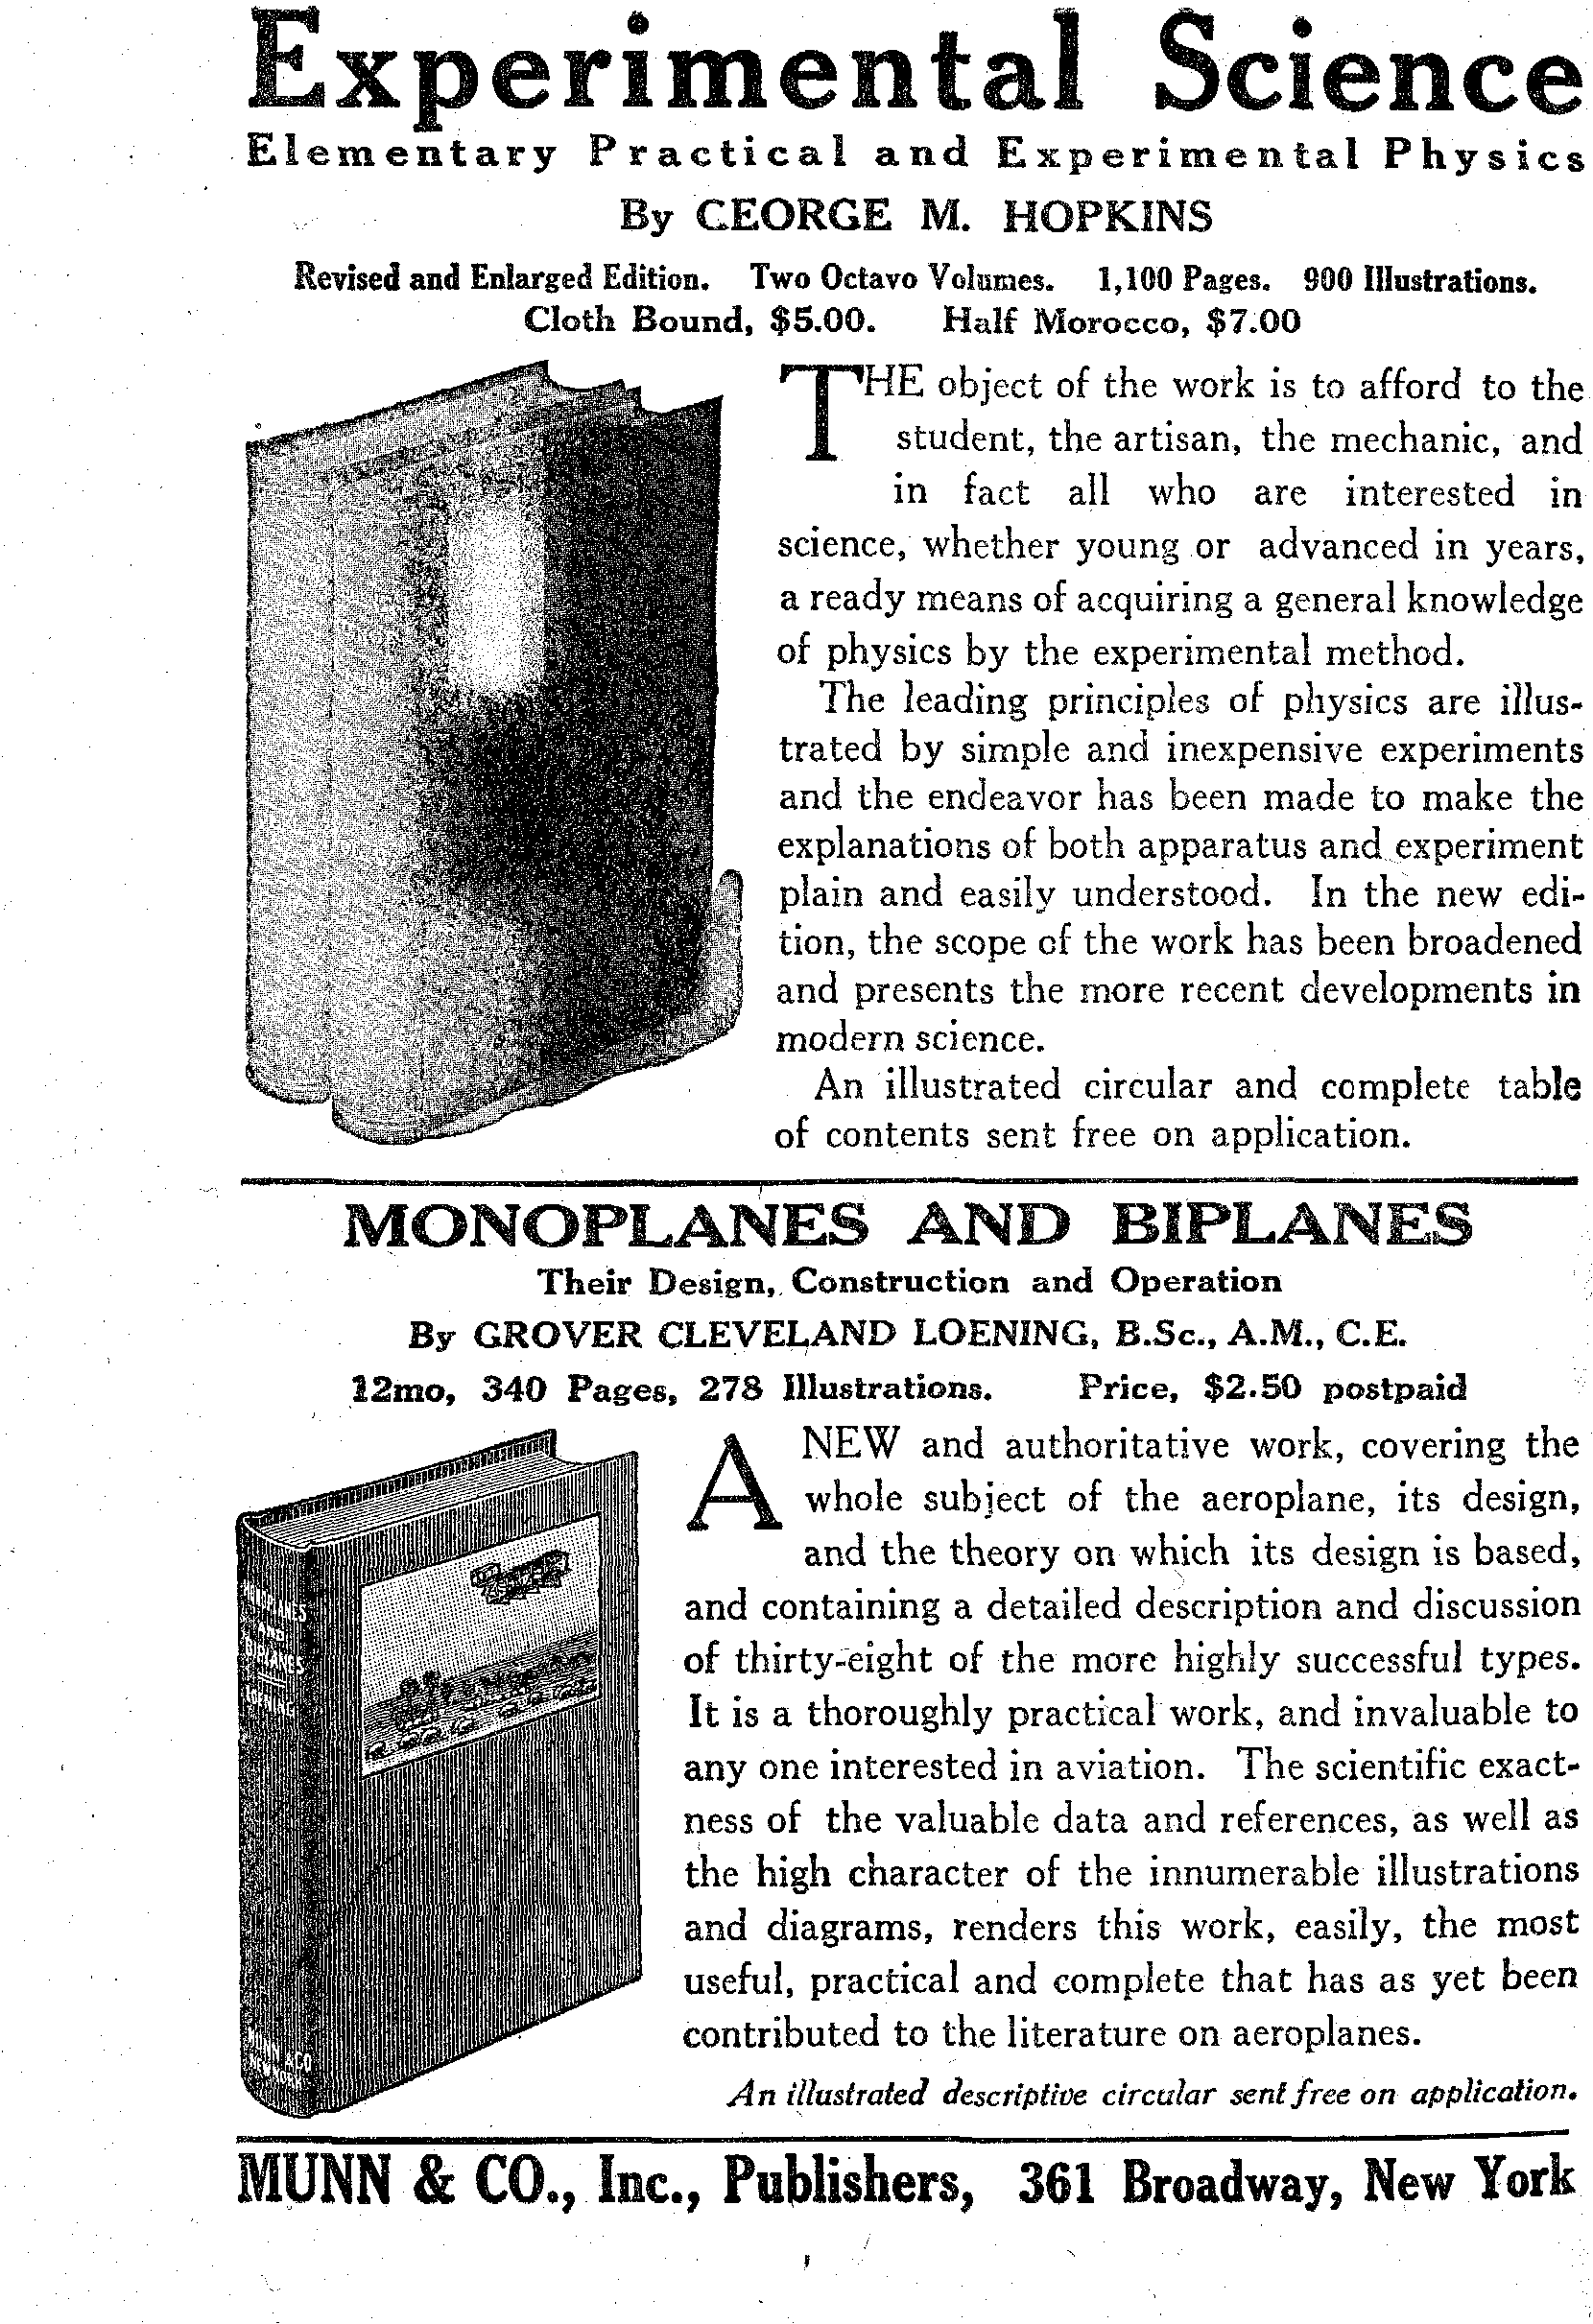 Experimental Science
Elementary Practical and Experimental Physics
By GEORGE M. HOPKINS
Revised and Enlarged Edition. Two Octavo Volumes. 1,100 Pages. 900 Illustrations.
Cloth Bound, $5.00. Half Morocco, $7.00
THE object of the work is to afford to the
student, the artisan, the mechanic, and
in fact all who are interested in
science, whether young or advanced in years,
a ready means of acquiring a general knowledge
of physics by the experimental method.
The leading principles of physics are illus-
trated by simple and inexpensive experiments
and the endeavor has been made to make the
explanations of both apparatus and experiment
plain and easily understood. In the new edi-
tion, the scope of the work has been broadened
and presents the more recent developments in
modern science.
An illustrated circular and complete table
of contents sent free on application.
MONOPLANES AND BIPLANES
Their Design, Construction and Operation
By GROVER CLEVELAND LOENING, B.Sc., A.M., C.E.
12mo, 340 Pages, 278 Illustrations. Price, $2.50 postpaid
A NEW and authoritative work, covering the
whole subject of the aeroplane, its design,
and the theory on which its design is based,
and containing a detailed description and discussion
of thirty-eight of the more highly successful types.
It is a thoroughly practical work, and invaluable to
any one interested in aviation. The scientific exact-
ness of the valuable data and references, as well as
the high character of the innumerable illustrations
and diagrams, renders this work, easily, the most
useful, practical and complete that has as yet been
contributed to the literature on aeroplanes.
An illustrated descriptive circular sent free on application.
MUNN & CO., Inc., Publishers, 361 Broadway, New York